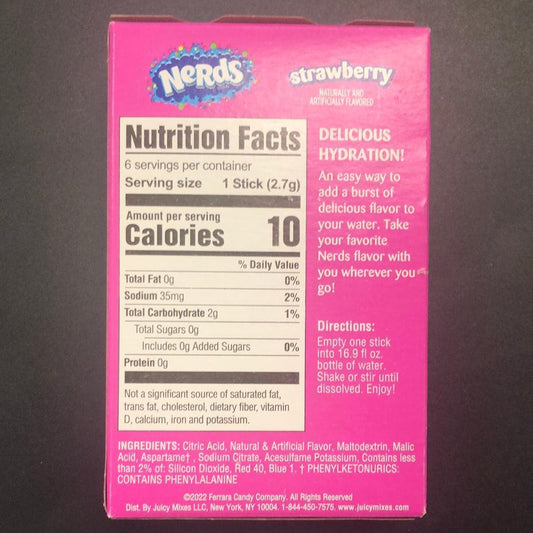 NERDS
strawberry
NATURALLY AND
ARTIFICIALLY FLAVORED
Nutrition Facts
6 servings per container
Serving size 1 Stick (2.7g)
Amount per serving
Calories 10
% Daily Value
Total Fat 0g 0%
Sodium 35mg 2%
Total Carbohydrate 2g 1%
Total Sugars 0g
Includes 0g Added Sugars 0%
Protein 0g
Not a significant source of saturated fat,
trans fat, cholesterol, dietary fiber, vitamin
D, calcium, iron and potassium.
DELICIOUS
HYDRATION!
An easy way to
add a burst of
delicious flavor to
your water. Take
your favorite
Nerds flavor with
you wherever you
go!
Directions:
Empty one stick
into 16.9 fl oz.
bottle of water.
Shake or stir until
dissolved. Enjoy!
INGREDIENTS: Citric Acid, Natural & Artificial Flavor, Maltodextrin, Malic
Acid, Aspartame† , Sodium Citrate, Acesulfame Potassium, Contains less
than 2% of: Silicon Dioxide, Red 40, Blue 1. † PHENYLKETONURICS:
CONTAINS PHENYLALANINE
©2022 Ferrara Candy Company. All Rights Reserved
Dist. By Juicy Mixes LLC, New York, NY 10004. 1-844-450-7575. www.juicymixes.com